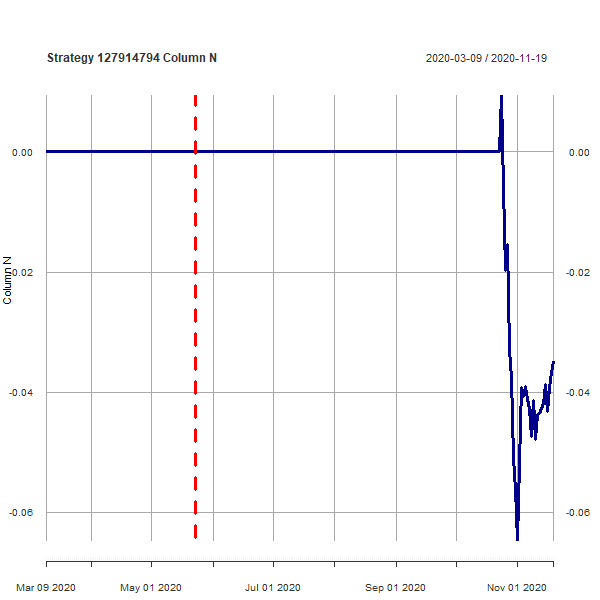 Strategy 127914794 Column N
2020-03-09 / 2020-11-19
0.00
0.00
Column N
-0.02
-0.02
-0.04
-0.04
-0.06
-0.06
Mar 09 2020
May 01 2020
Jul 01 2020
Sep 01 2020
Nov 01 2020